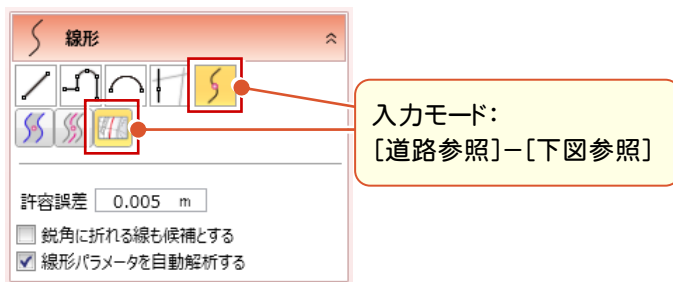 線形
入力モード：
[道路参照]－[下図参照]
許容誤差 0.005 m
鋭角に折れる線も候補とする
線形パラメータを自動解析する